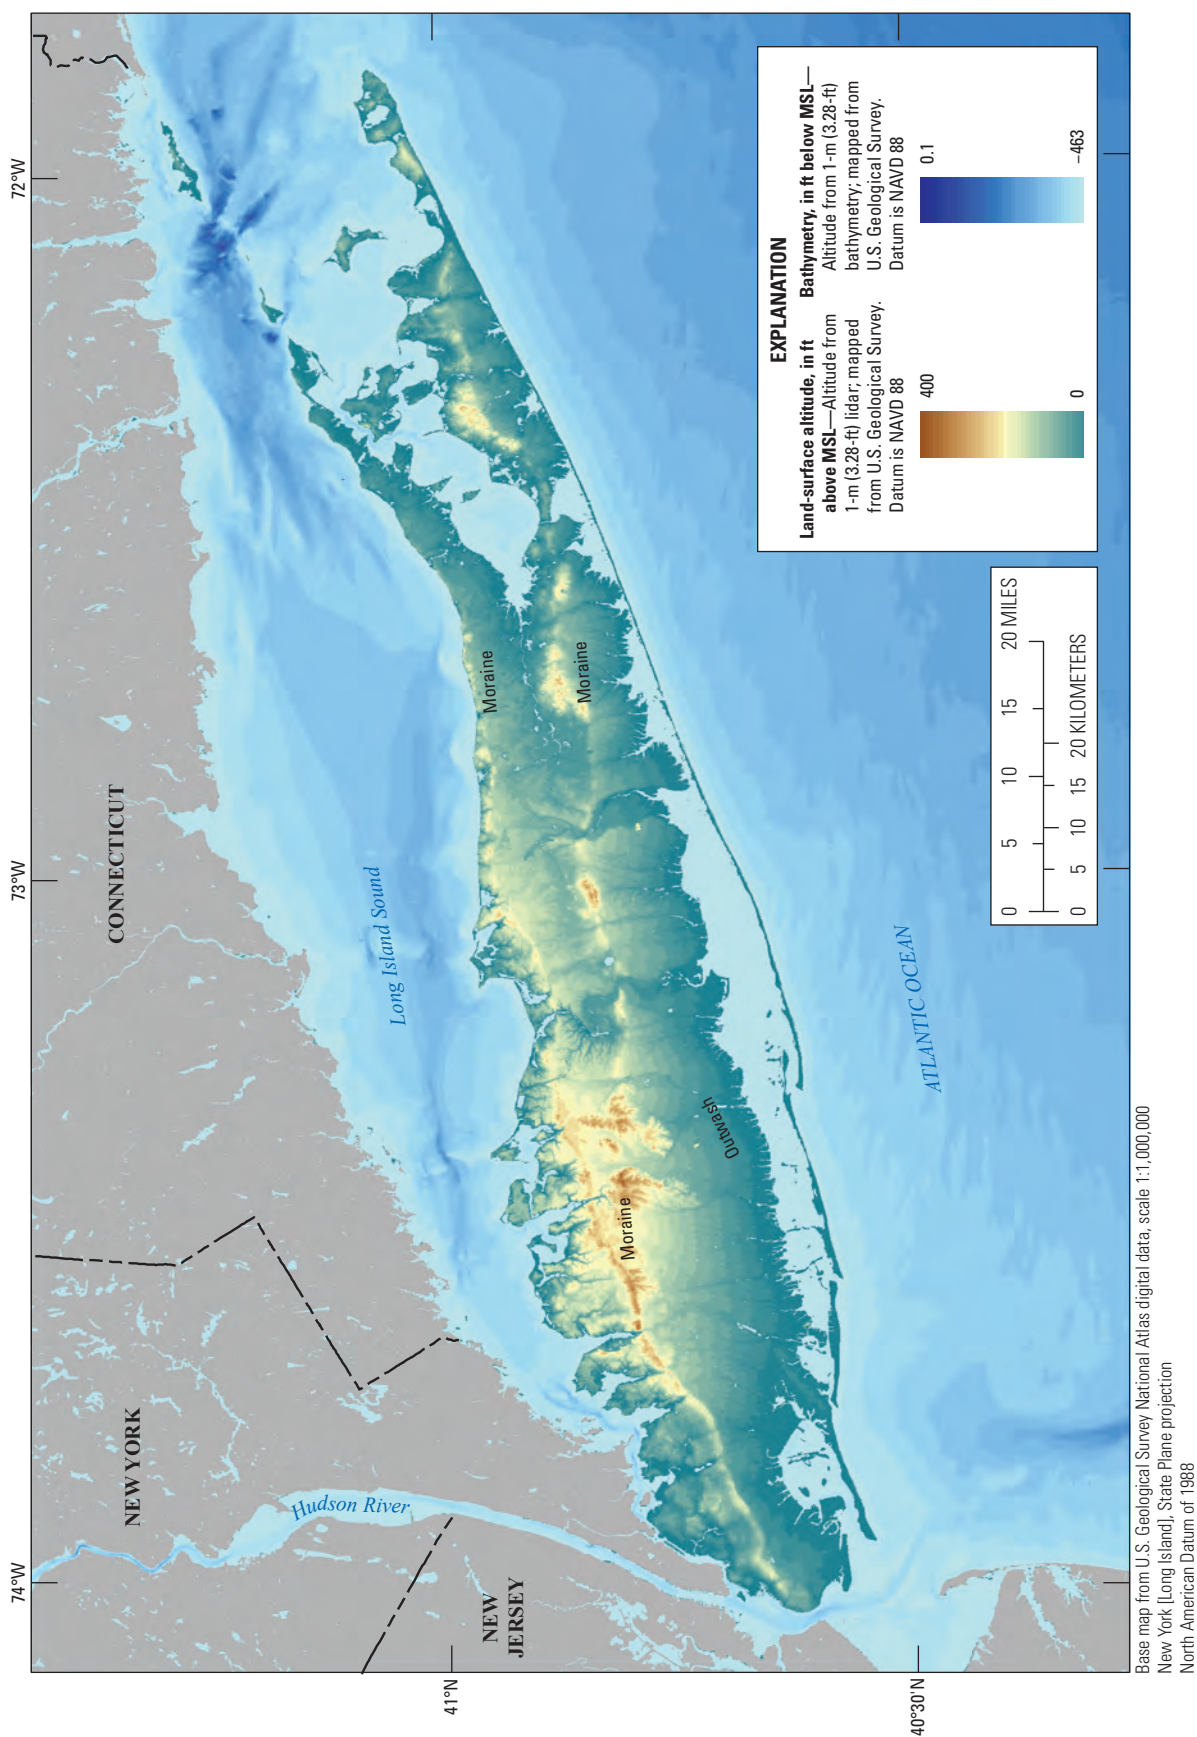 72°W
73°W
74°W
41°N
40°30'N
CONNECTICUT
NEW YORK
NEW
JERSEY
Hudson River
Long Island Sound
ATLANTIC OCEAN
Moraine
Moraine
Moraine
Outwash
EXPLANATION
Land-surface altitude, in ft
above MSL—Altitude from
1-m (3.28-ft) lidar; mapped
from U.S. Geological Survey.
Datum is NAVD 88
400
0
Bathymetry, in ft below MSL—
Altitude from 1-m (3.28-ft)
bathymetry; mapped from
U.S. Geological Survey.
Datum is NAVD 88
0.1
−463
0 5 10 15 20 MILES
0 5 10 15 20 KILOMETERS
Base map from U.S. Geological Survey National Atlas digital data, scale 1:1,000,000
New York [Long Island], State Plane projection
North American Datum of 1988